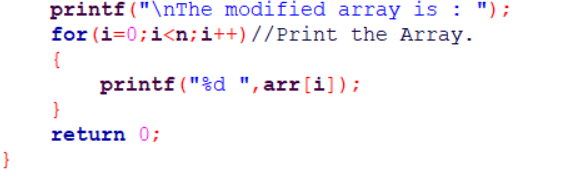 printf("\nThe modified array is : ");
for(i=0;i<n;i++)//Print the Array.
{
printf("%d ",arr[i]);
}
return 0;
}